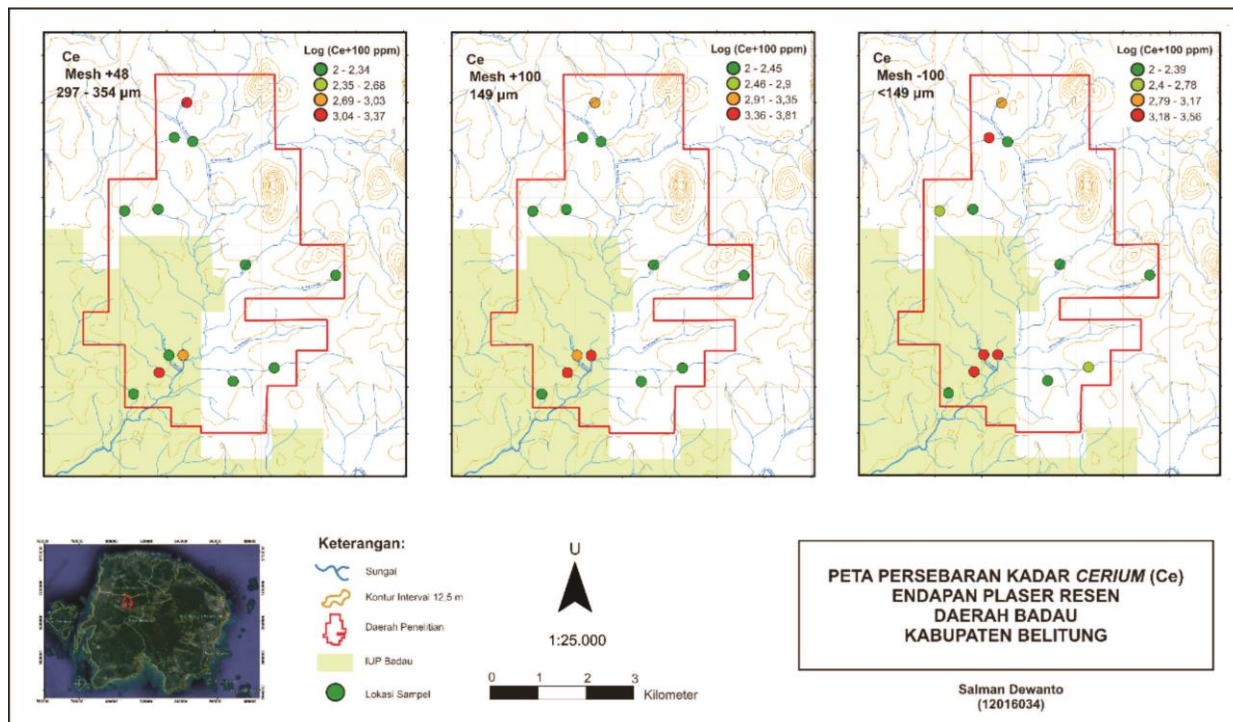 Ce
Mesh +48
297 - 354 µm
Log (Ce+100 ppm)
2 - 2,34
2,35 - 2,68
2,69 - 3,03
3,04 - 3,37
Ce
Mesh +100
149 µm
Log (Ce+100 ppm)
2 - 2,45
2,46 - 2,9
2,91 - 3,35
3,36 - 3,81
Ce
Mesh -100
<149 µm
Log (Ce+100 ppm)
2 - 2,39
2,4 - 2,78
2,79 - 3,17
3,18 - 3,56
Keterangan:
Sungai
Kontur Interval 12,5 m
Daerah Penelitian
IUP Badau
Lokasi Sampel
U
1:25.000
0 1 2 3
Kilometer
PETA PERSEBARAN KADAR CERIUM (Ce)
ENDAPAN PLASER RESEN
DAERAH BADAU
KABUPATEN BELITUNG
Salman Dewanto
(12016034)